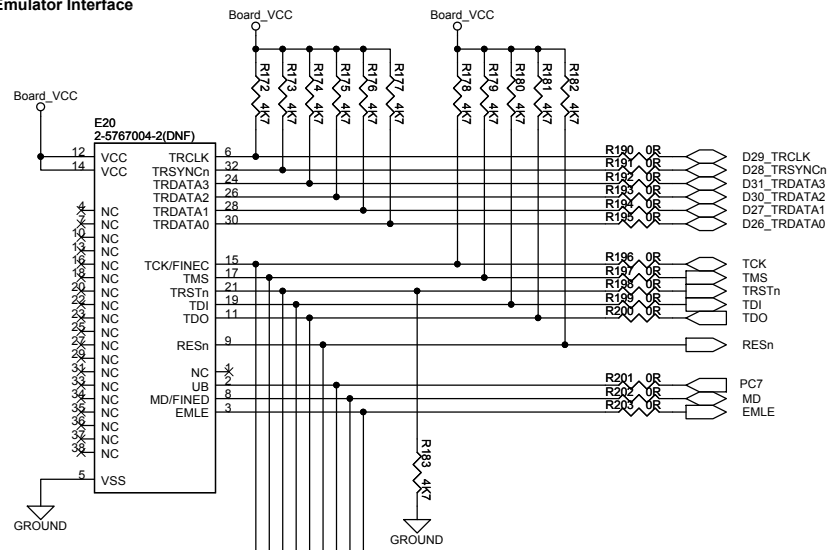 Emulator Interface
Board_VCC
Board_VCC
Board_VCC
R172 4K7
R173 4K7
R174 4K7
R175 4K7
R176 4K7
R177 4K7
R178 4K7
R179 4K7
R180 4K7
R181 4K7
R182 4K7
E20
2-5767004-2(DNF)
12 VCC
14 VCC
4 NC
7 NC
10 NC
13 NC
16 NC
18 NC
20 NC
22 NC
23 NC
25 NC
27 NC
29 NC
31 NC
33 NC
34 NC
35 NC
36 NC
37 NC
38 NC
5 VSS
GROUND
TRCLK 6
TRSYNCn 32
TRDATA3 24
TRDATA2 26
TRDATA1 28
TRDATA0 30
TCK/FINEC 15
TMS 17
TRSTn 21
TDI 19
TDO 11
RESn 9
NC 1
UB 2
MD/FINED 8
EMLE 3
R183 4K7
GROUND
R190 0R D29_TRCLK
R191 0R D28_TRSYNCn
R192 0R D31_TRDATA3
R193 0R D30_TRDATA2
R194 0R D27_TRDATA1
R195 0R D26_TRDATA0
R196 0R TCK
R197 0R TMS
R198 0R TRSTn
R199 0R TDI
R200 0R TDO
RESn
R201 0R PC7
R202 0R MD
R203 0R EMLE